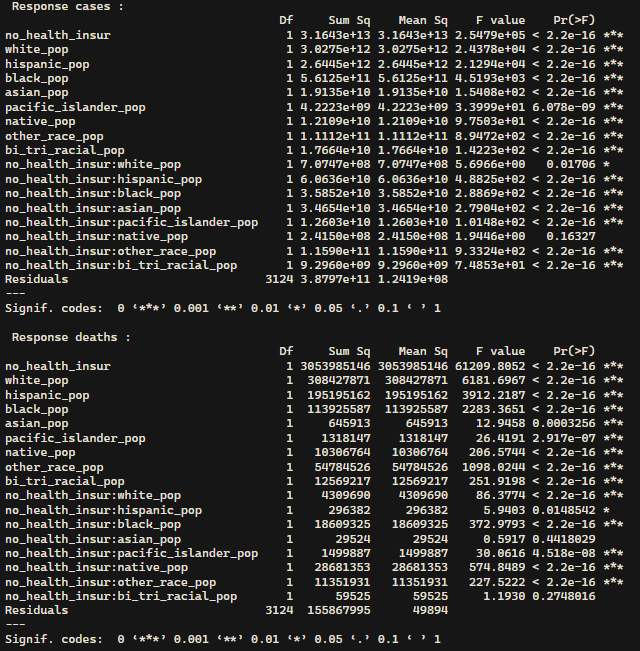 Response cases :
Df Sum Sq Mean Sq F value Pr(>F)
no_health_insur 1 3.1643e+13 3.1643e+13 2.5479e+05 < 2.2e-16 ***
white_pop 1 3.0275e+12 3.0275e+12 2.4378e+04 < 2.2e-16 ***
hispanic_pop 1 2.6445e+12 2.6445e+12 2.1294e+04 < 2.2e-16 ***
black_pop 1 5.6125e+11 5.6125e+11 4.5193e+03 < 2.2e-16 ***
asian_pop 1 1.9135e+10 1.9135e+10 1.5408e+02 < 2.2e-16 ***
pacific_islander_pop 1 4.2223e+09 4.2223e+09 3.3999e+01 6.078e-09 ***
native_pop 1 1.2109e+10 1.2109e+10 9.7503e+01 < 2.2e-16 ***
other_race_pop 1 1.1112e+11 1.1112e+11 8.9472e+02 < 2.2e-16 ***
bi_tri_racial_pop 1 1.7664e+10 1.7664e+10 1.4223e+02 < 2.2e-16 ***
no_health_insur:white_pop 1 7.0747e+08 7.0747e+08 5.6966e+00 0.01706 *
no_health_insur:hispanic_pop 1 6.0636e+10 6.0636e+10 4.8825e+02 < 2.2e-16 ***
no_health_insur:black_pop 1 3.5852e+10 3.5852e+10 2.8869e+02 < 2.2e-16 ***
no_health_insur:asian_pop 1 3.4654e+10 3.4654e+10 2.7904e+02 < 2.2e-16 ***
no_health_insur:pacific_islander_pop 1 1.2603e+10 1.2603e+10 1.0148e+02 < 2.2e-16 ***
no_health_insur:native_pop 1 2.4150e+08 2.4150e+08 1.9446e+00 0.16327
no_health_insur:other_race_pop 1 1.1590e+11 1.1590e+11 9.3324e+02 < 2.2e-16 ***
no_health_insur:bi_tri_racial_pop 1 9.2960e+09 9.2960e+09 7.4853e+01 < 2.2e-16 ***
Residuals 3124 3.8797e+11 1.2419e+08
---
Signif. codes: 0 ‘***’ 0.001 ‘**’ 0.01 ‘*’ 0.05 ‘.’ 0.1 ‘ ’ 1
Response deaths :
Df Sum Sq Mean Sq F value Pr(>F)
no_health_insur 1 3053985146 3053985146 61209.8052 < 2.2e-16 ***
white_pop 1 308427871 308427871 6181.6967 < 2.2e-16 ***
hispanic_pop 1 195195162 195195162 3912.2187 < 2.2e-16 ***
black_pop 1 113925587 113925587 2283.3651 < 2.2e-16 ***
asian_pop 1 645913 645913 12.9458 0.0003256 ***
pacific_islander_pop 1 1318147 1318147 26.4191 2.917e-07 ***
native_pop 1 10306764 10306764 206.5744 < 2.2e-16 ***
other_race_pop 1 54784526 54784526 1098.0244 < 2.2e-16 ***
bi_tri_racial_pop 1 12569217 12569217 251.9198 < 2.2e-16 ***
no_health_insur:white_pop 1 4309690 4309690 86.3774 < 2.2e-16 ***
no_health_insur:hispanic_pop 1 296382 296382 5.9403 0.0148542 *
no_health_insur:black_pop 1 18609325 18609325 372.9793 < 2.2e-16 ***
no_health_insur:asian_pop 1 29524 29524 0.5917 0.4418029
no_health_insur:pacific_islander_pop 1 1499887 1499887 30.0616 4.518e-08 ***
no_health_insur:native_pop 1 28681353 28681353 574.8489 < 2.2e-16 ***
no_health_insur:other_race_pop 1 11351931 11351931 227.5222 < 2.2e-16 ***
no_health_insur:bi_tri_racial_pop 1 59525 59525 1.1930 0.2748016
Residuals 3124 155867995 49894
---
Signif. codes: 0 ‘***’ 0.001 ‘**’ 0.01 ‘*’ 0.05 ‘.’ 0.1 ‘ ’ 1